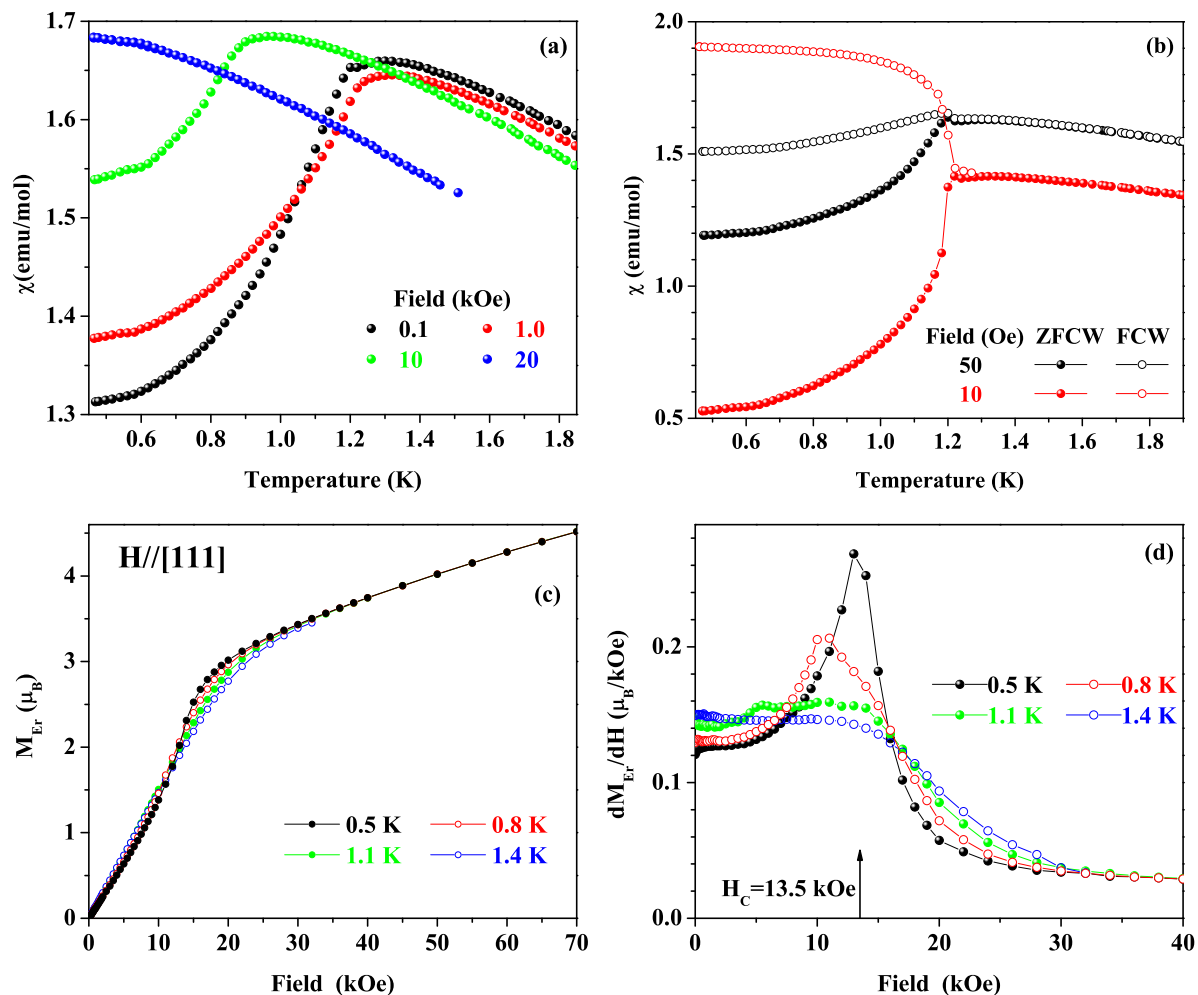 (a)
χ(emu/mol)
1.7
1.6
1.5
1.4
1.3
Field (kOe)
0.1 1.0
10 20
0.6 0.8 1.0 1.2 1.4 1.6 1.8
Temperature (K)
(b)
χ (emu/mol)
2.0
1.5
1.0
0.5
Field (Oe) ZFCW FCW
50
10
0.6 0.8 1.0 1.2 1.4 1.6 1.8
Temperature (K)
H//[111]
(c)
M_Er (μ_B)
4
3
2
1
0
0.5 K 0.8 K
1.1 K 1.4 K
0 10 20 30 40 50 60 70
Field (kOe)
(d)
dM_Er/dH (μ_B/kOe)
0.2
0.1
0.0
0.5 K 0.8 K
1.1 K 1.4 K
H_C=13.5 kOe
0 10 20 30 40
Field (kOe)